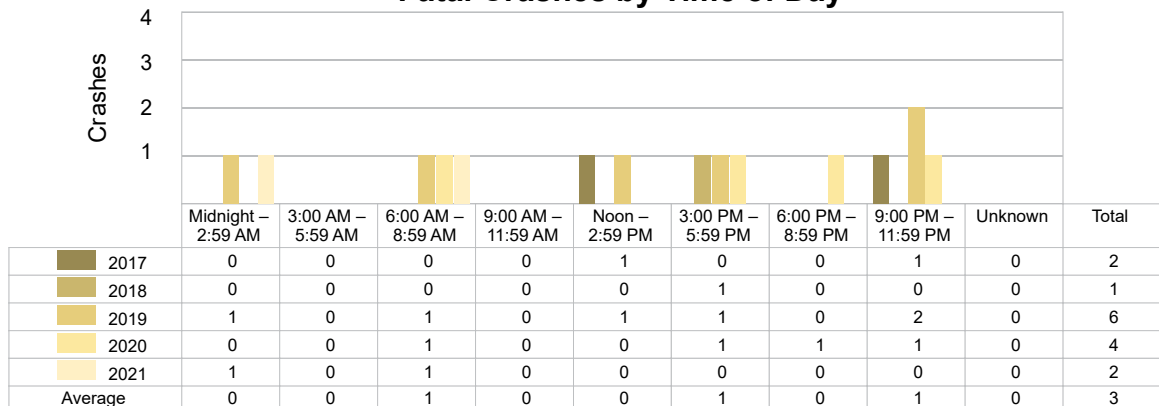 Fatal Crashes by Time of Day
4
3
2
1
Crashes
Midnight – 2:59 AM 3:00 AM – 5:59 AM 6:00 AM – 8:59 AM 9:00 AM – 11:59 AM Noon – 2:59 PM 3:00 PM – 5:59 PM 6:00 PM – 8:59 PM 9:00 PM – 11:59 PM Unknown Total
2017 0 0 0 0 1 0 0 1 0 2
2018 0 0 0 0 0 1 0 0 0 1
2019 1 0 1 0 1 1 0 2 0 6
2020 0 0 1 0 0 1 1 1 0 4
2021 1 0 1 0 0 0 0 0 0 2
Average 0 0 1 0 0 1 0 1 0 3